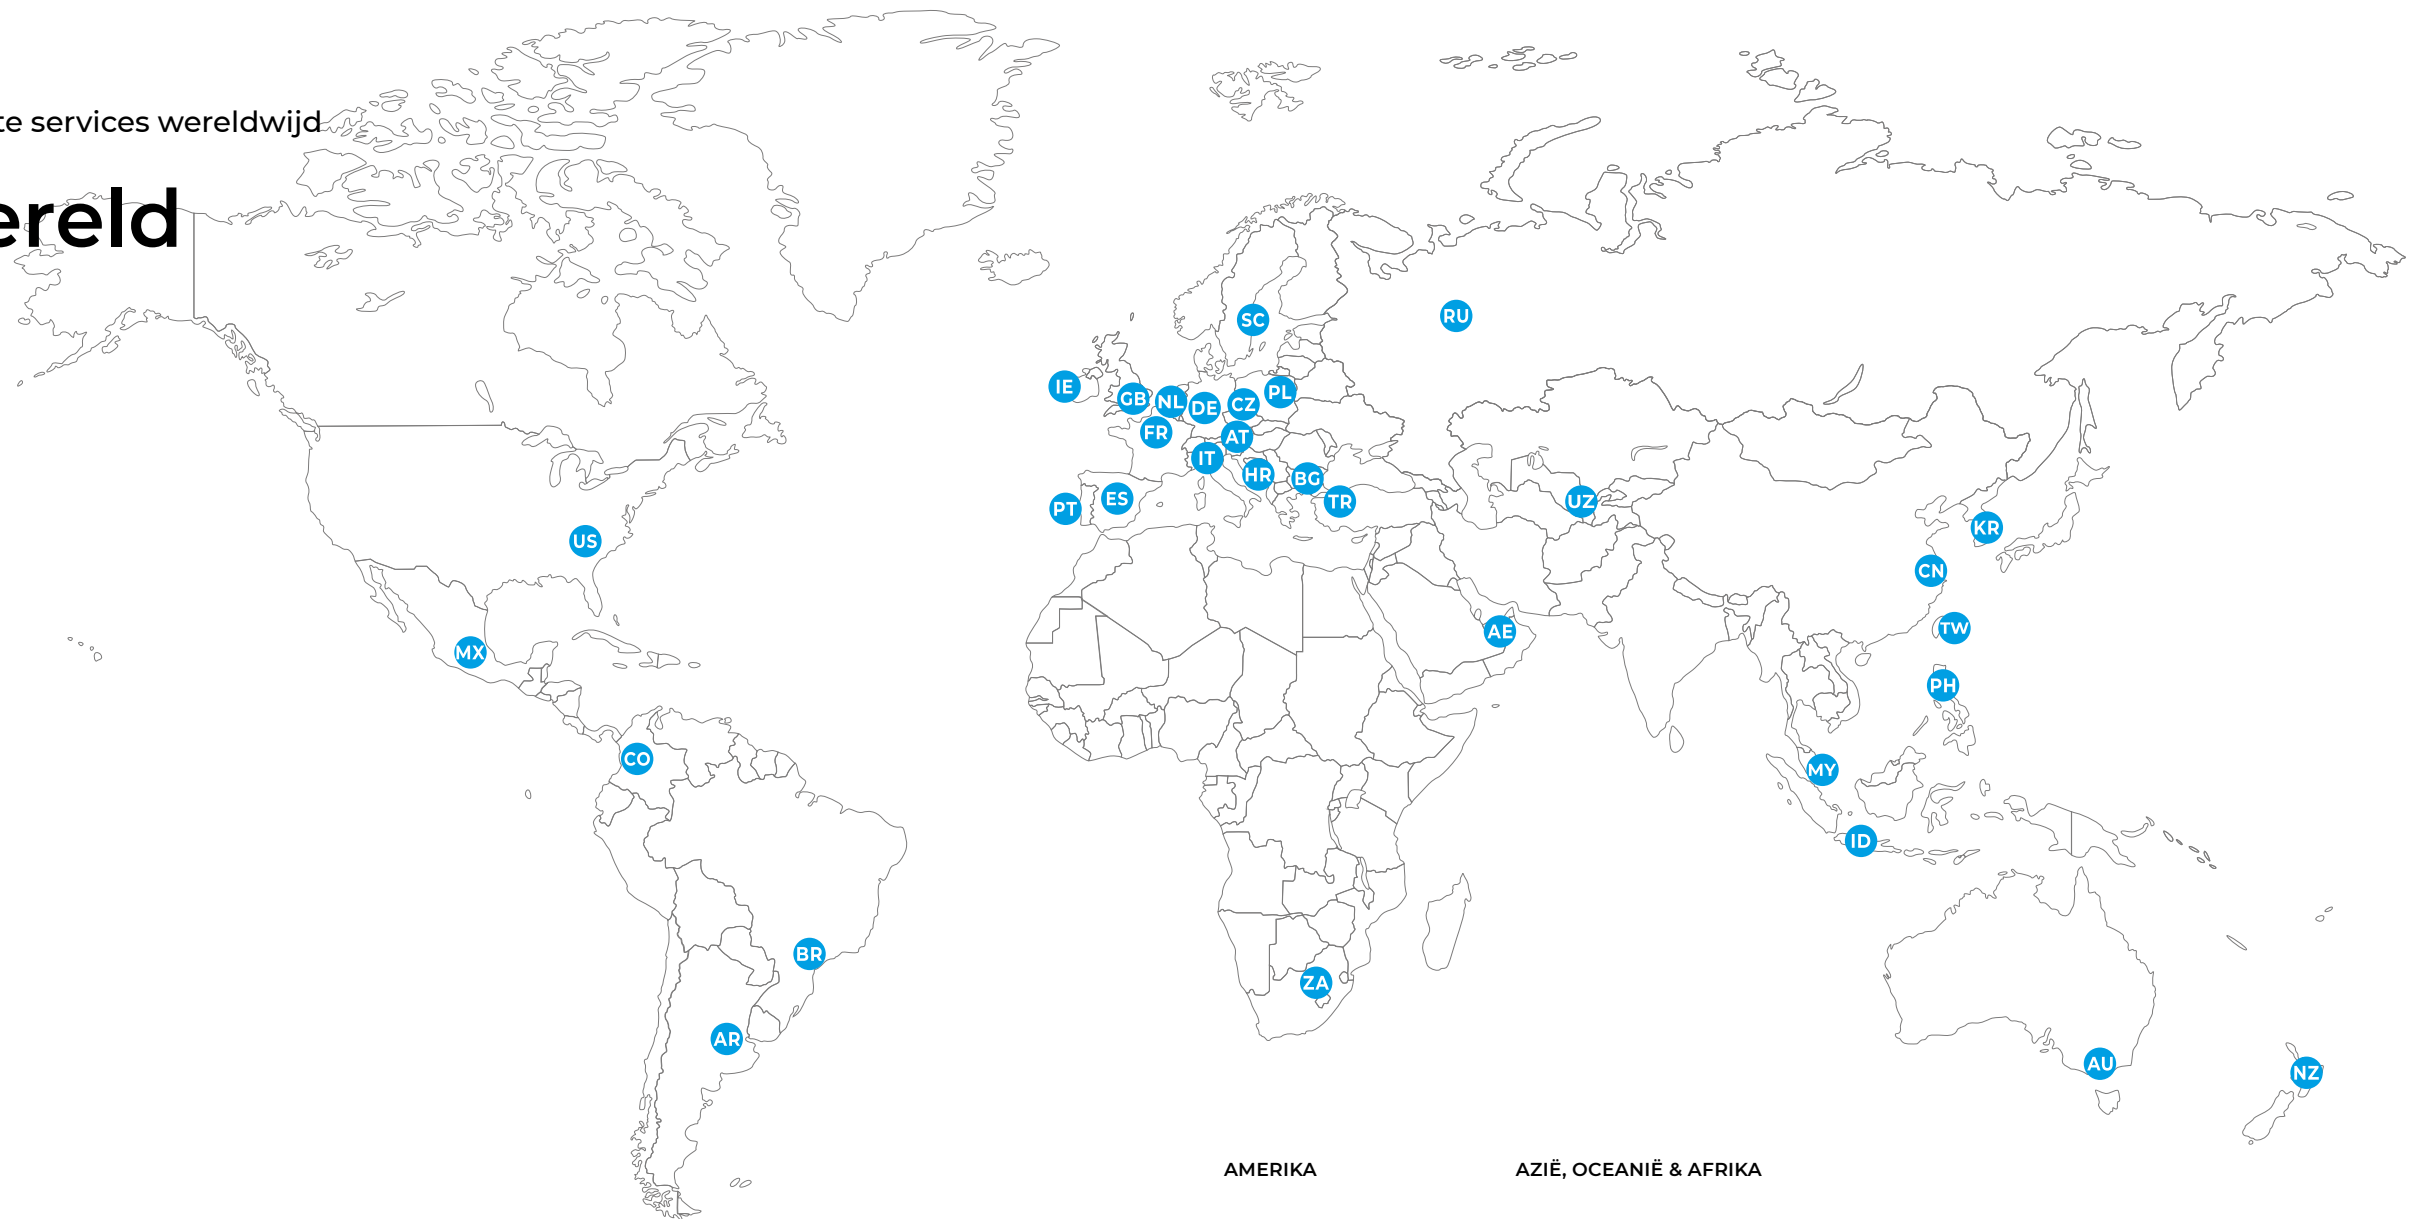 te services wereldwijd
ereld
SC
RU
IE
GB
NL
DE
CZ
PL
FR
AT
IT
HR
BG
PT
ES
TR
UZ
KR
US
CN
AE
TW
MX
PH
CO
MY
ID
BR
ZA
AR
AU
NZ
AMERIKA
AZIË, OCEANIË & AFRIKA